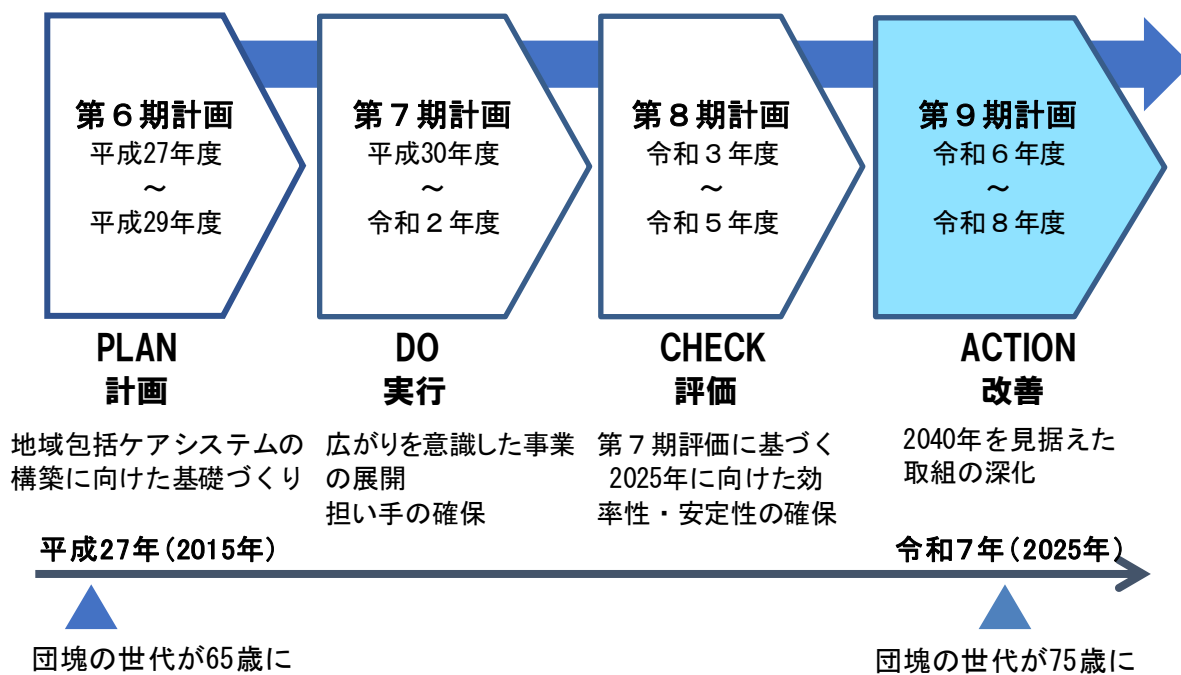 第６期計画
平成27年度
～
平成29年度
第７期計画
平成30年度
～
令和２年度
第８期計画
令和３年度
～
令和５年度
第９期計画
令和６年度
～
令和８年度
PLAN
計画
地域包括ケアシステムの
構築に向けた基礎づくり
DO
実行
広がりを意識した事業
の展開
担い手の確保
CHECK
評価
第７期評価に基づく
2025年に向けた効
率性・安定性の確保
ACTION
改善
2040年を見据えた
取組の深化
平成27年（2015年）
令和7年（2025年）
団塊の世代が65歳に
団塊の世代が75歳に